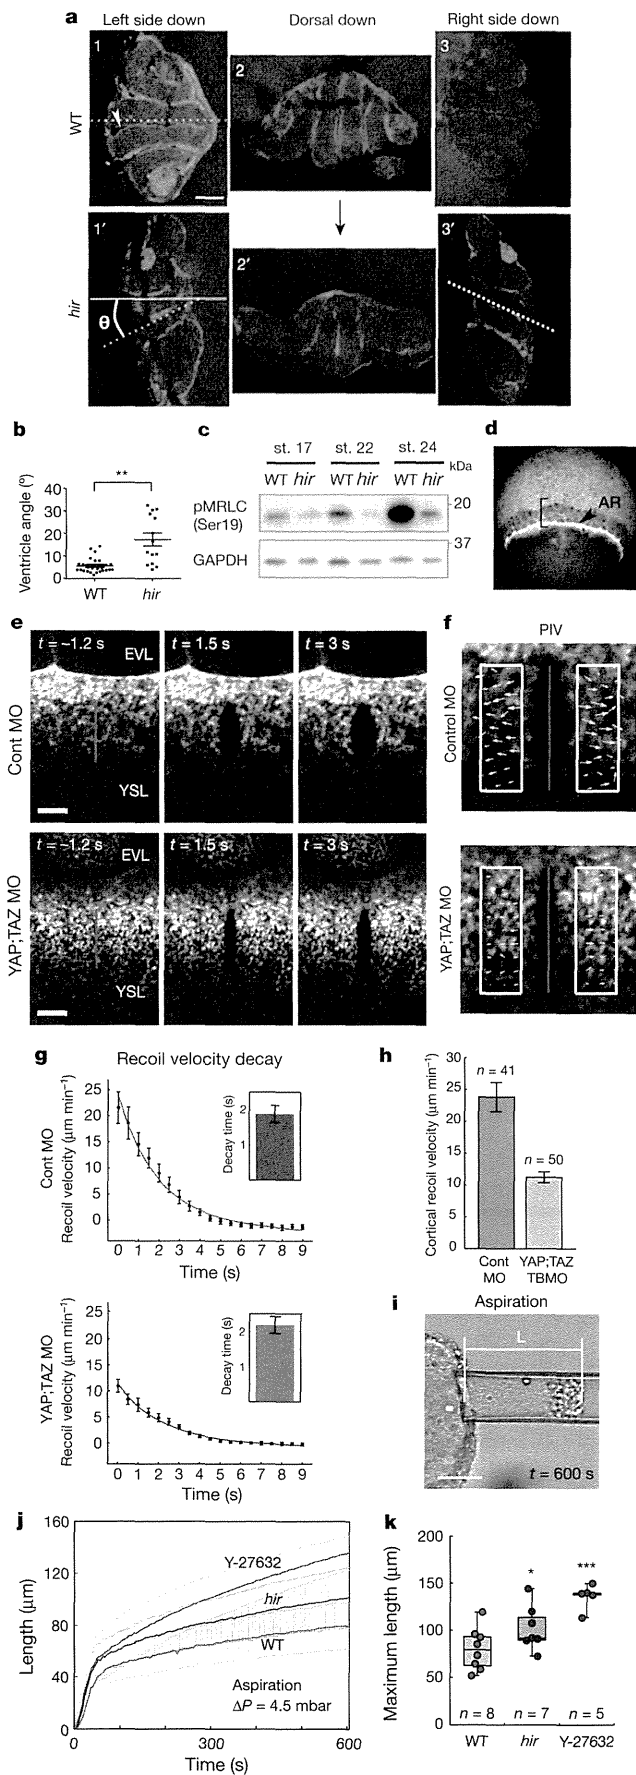 a
Left side down
Dorsal down
Right side down
WT
1
2
3
hir
1′
2′
3′
θ
b
Ventricle angle (º)
40
30
20
10
0
**
WT
hir
c
st. 17
st. 22
st. 24
WT hir
WT hir
WT hir
kDa
pMRLC
(Ser19)
20
GAPDH
37
d
AR
e
Cont MO
t = –1.2 s
EVL
YSL
t = 1.5 s
t = 3 s
YAP;TAZ MO
t = –1.2 s
EVL
YSL
t = 1.5 s
t = 3 s
f
PIV
Control MO
YAP;TAZ MO
g
Recoil velocity decay
Cont MO
Recoil velocity (µm min⁻¹)
25
20
15
10
5
0
Decay time (s)
2
1
0 1 2 3 4 5 6 7 8 9
Time (s)
YAP;TAZ MO
Recoil velocity (µm min⁻¹)
25
20
15
10
5
0
Decay time (s)
2
1
0 1 2 3 4 5 6 7 8 9
Time (s)
h
Cortical recoil velocity (µm min⁻¹)
30
25
20
15
10
5
0
n = 41
n = 50
Cont
MO
YAP;TAZ
TBMO
i
Aspiration
L
t = 600 s
j
Length (µm)
160
120
80
40
0
Y-27632
hir
WT
Aspiration
ΔP = 4.5 mbar
0
300
600
Time (s)
k
Maximum length (µm)
200
150
100
50
0
*
***
n = 8
n = 7
n = 5
WT
hir
Y-27632